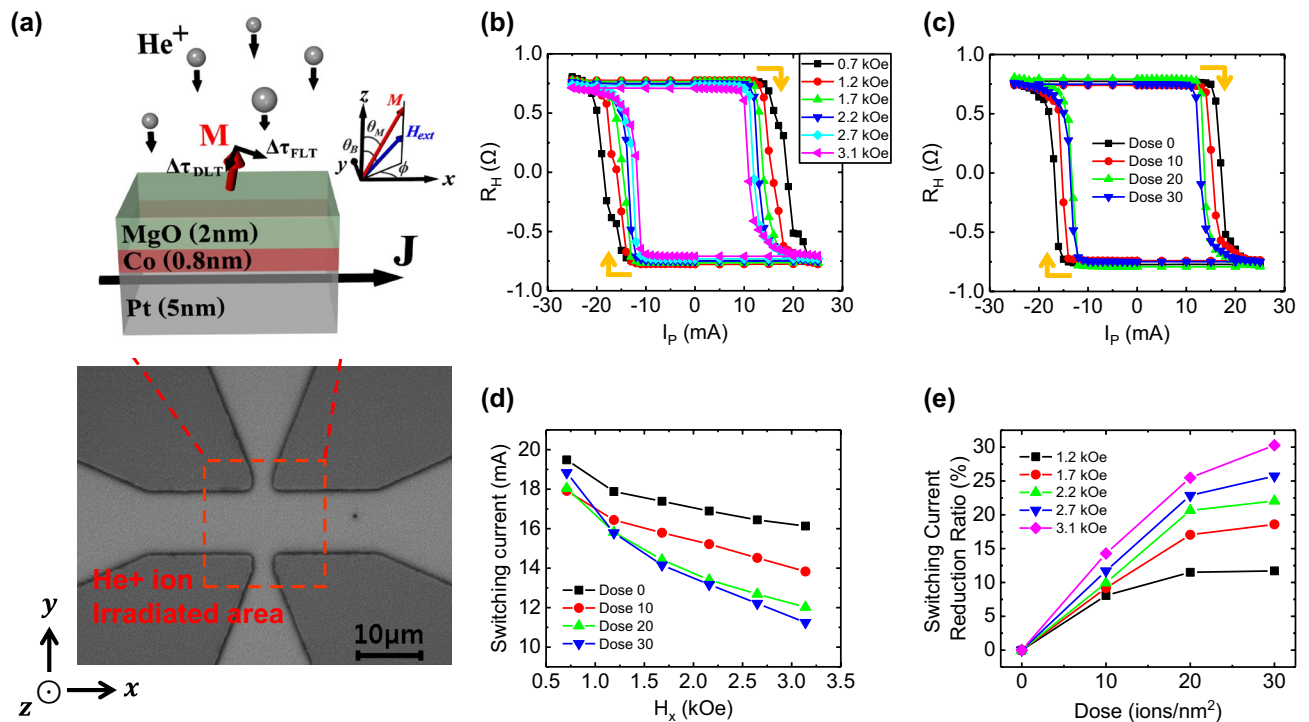 (a)
He+
M
Δτ_DLT
Δτ_FLT
z
M
θ_M
H_ext
θ_B
y
ϕ
x
MgO (2nm)
Co (0.8nm)
J
Pt (5nm)
He+ ion
Irradiated area
10μm
y
z
x
(b)
1.0
0.5
0.0
-0.5
-1.0
R_H (Ω)
0.7 kOe
1.2 kOe
1.7 kOe
2.2 kOe
2.7 kOe
3.1 kOe
-30 -20 -10 0 10 20 30
I_P (mA)
(c)
1.0
0.5
0.0
-0.5
-1.0
R_H (Ω)
Dose 0
Dose 10
Dose 20
Dose 30
-30 -20 -10 0 10 20 30
I_P (mA)
(d)
20
18
16
14
12
10
Switching current (mA)
Dose 0
Dose 10
Dose 20
Dose 30
0.5 1.0 1.5 2.0 2.5 3.0 3.5
H_x (kOe)
(e)
30
25
20
15
10
5
0
Switching Current
Reduction Ratio (%)
1.2 kOe
1.7 kOe
2.2 kOe
2.7 kOe
3.1 kOe
0 10 20 30
Dose (ions/nm²)